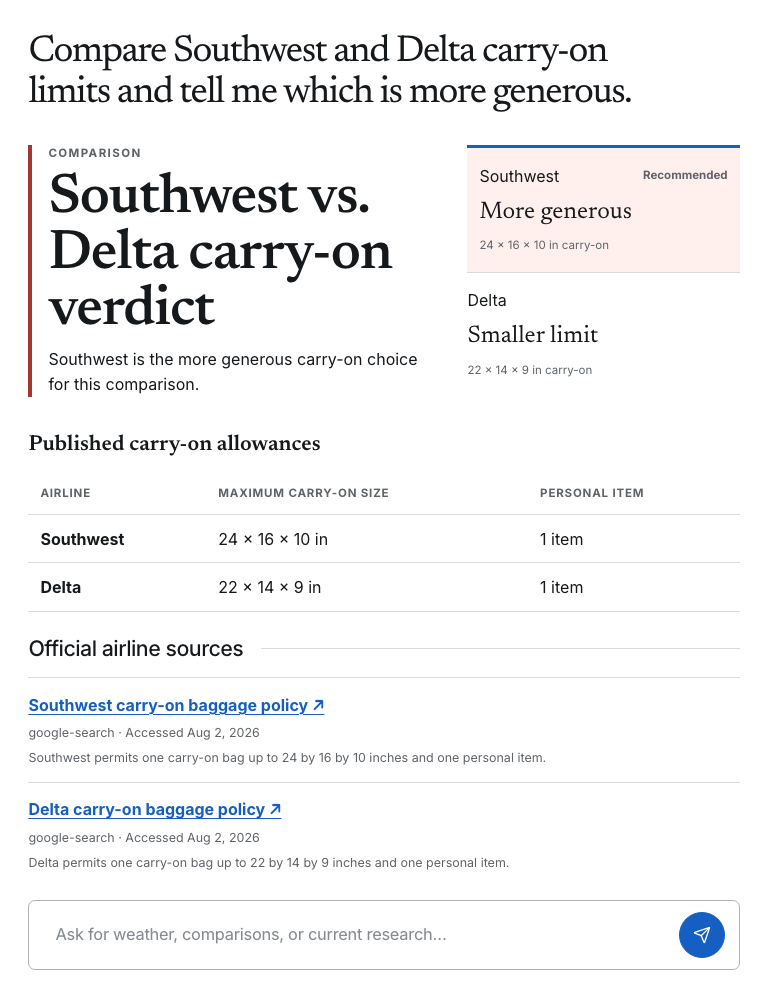 Compare Southwest and Delta carry-on
limits and tell me which is more generous.
COMPARISON
Southwest vs.
Delta carry-on
verdict
Southwest is the more generous carry-on choice
for this comparison.
Southwest Recommended
More generous
24 × 16 × 10 in carry-on
Delta
Smaller limit
22 × 14 × 9 in carry-on
Published carry-on allowances
AIRLINE MAXIMUM CARRY-ON SIZE PERSONAL ITEM
Southwest 24 × 16 × 10 in 1 item
Delta 22 × 14 × 9 in 1 item
Official airline sources
Southwest carry-on baggage policy ↗
google-search · Accessed Aug 2, 2026
Southwest permits one carry-on bag up to 24 by 16 by 10 inches and one personal item.
Delta carry-on baggage policy ↗
google-search · Accessed Aug 2, 2026
Delta permits one carry-on bag up to 22 by 14 by 9 inches and one personal item.
Ask for weather, comparisons, or current research...